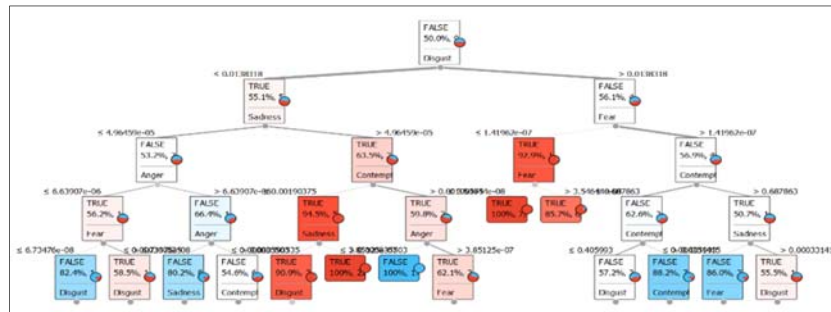 FALSE
50.0%,
Disgust
≤ 0.0138318
> 0.0138318
TRUE
55.1%,
Sadness
FALSE
56.1%,
Fear
≤ 4.96459e-05
> 4.96459e-05
≤ 1.41962e-07
> 1.41962e-07
FALSE
53.2%,
Anger
TRUE
63.5%,
Contempt
TRUE
92.9%,
Fear
FALSE
56.9%,
Contempt
≤ 6.63907e-06
> 0.687863
TRUE
56.2%,
Fear
FALSE
66.4%,
Anger
TRUE
94.5%,
Sadness
TRUE
59.8%,
Anger
TRUE
100%,
TRUE
85.7%,
FALSE
62.6%,
Contempt
TRUE
50.7%,
Sadness
≤ 6.73476e-08
> 3.85125e-07
≤ 0.405993
> 0.00033141
FALSE
82.4%,
Disgust
TRUE
58.5%,
Disgust
FALSE
80.2%,
Sadness
FALSE
54.6%,
Contempt
TRUE
90.9%,
Disgust
TRUE
100%,
FALSE
100%,
TRUE
62.1%,
Fear
FALSE
57.2%,
Disgust
FALSE
88.2%,
Contempt
FALSE
86.0%,
Fear
TRUE
55.5%,
Disgust